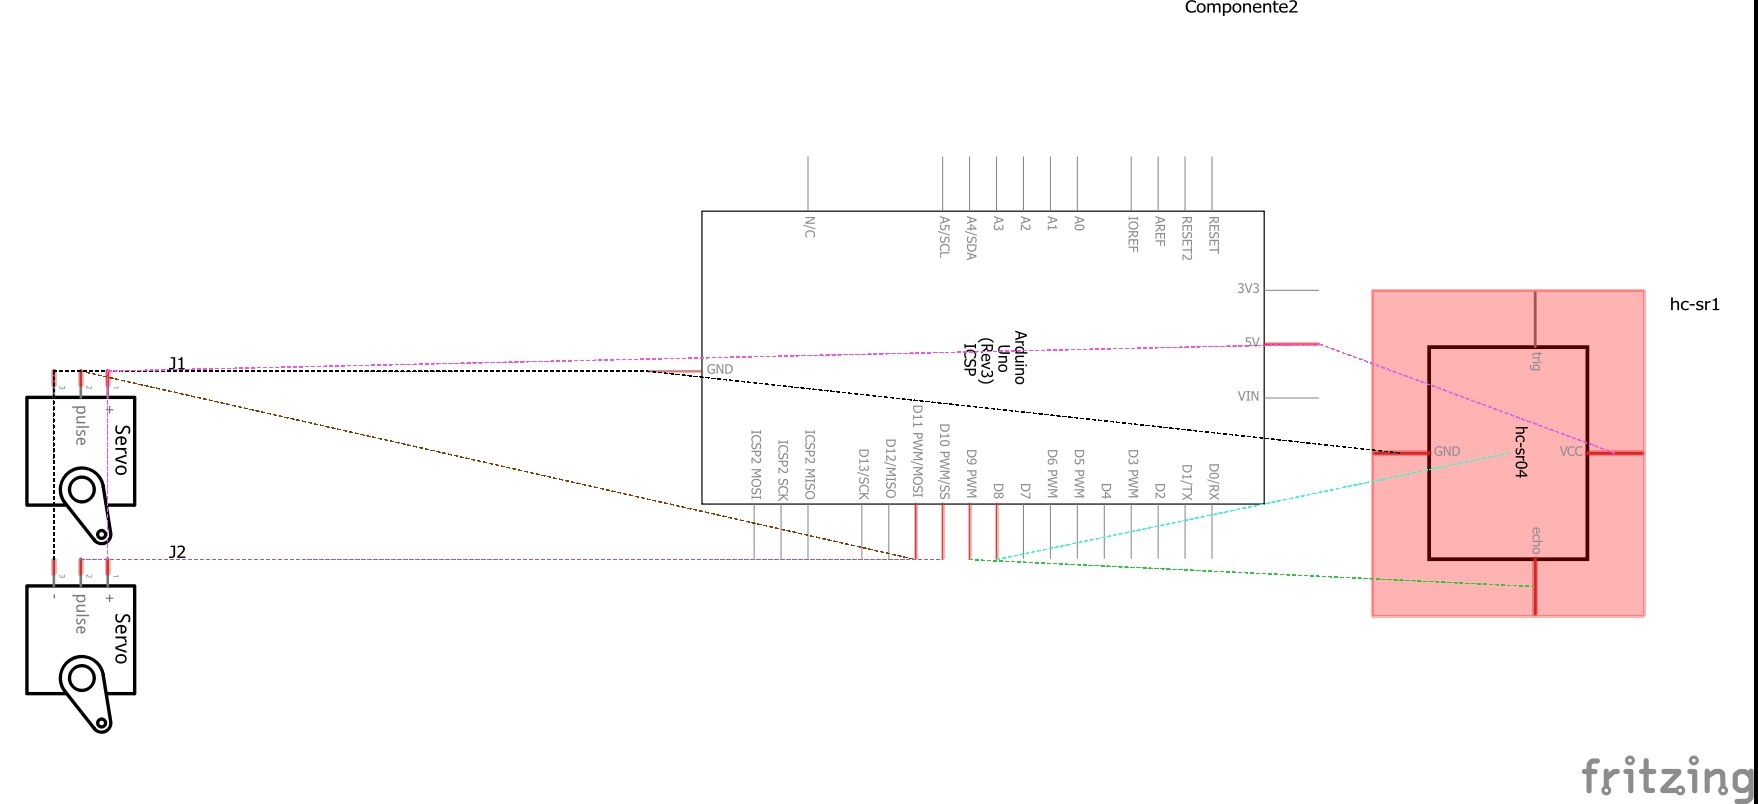 Componente2
N/C
A5/SCL
A4/SDA
A3
A2
A1
A0
IOREF
AREF
RESET2
RESET
3V3
5V
VIN
GND
Arduino
Uno
(Rev3)
ICSP
ICSP2 MOSI
ICSP2 SCK
ICSP2 MISO
D13/SCK
D12/MISO
D11 PWM/MOSI
D10 PWM/SS
D9 PWM
D8
D7
D6 PWM
D5 PWM
D4
D3 PWM
D2
D1/TX
D0/RX
J1
3
2
1
pulse
+
Servo
J2
3
2
1
-
pulse
+
Servo
hc-sr1
trig
GND
hc-sr04
VCC
echo
fritzing